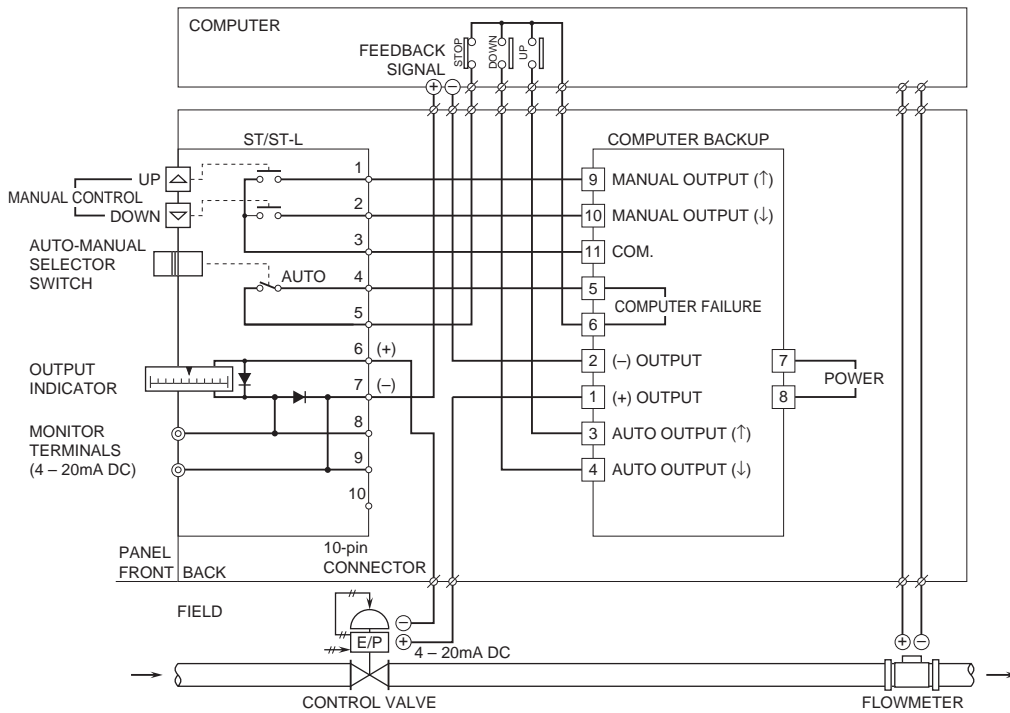 COMPUTER
FEEDBACK
SIGNAL
STOP
DOWN
UP
+
–
ST/ST-L
COMPUTER BACKUP
UP
MANUAL CONTROL
DOWN
AUTO-MANUAL
SELECTOR
SWITCH
AUTO
1
2
3
4
5
6 (+)
7 (–)
8
9
10
OUTPUT
INDICATOR
MONITOR
TERMINALS
(4 – 20mA DC)
9 MANUAL OUTPUT (↑)
10 MANUAL OUTPUT (↓)
11 COM.
5
COMPUTER FAILURE
6
2 (–) OUTPUT
1 (+) OUTPUT
3 AUTO OUTPUT (↑)
4 AUTO OUTPUT (↓)
7
POWER
8
10-pin
CONNECTOR
PANEL
FRONT BACK
FIELD
–
E/P +
4 – 20mA DC
+ –
CONTROL VALVE
FLOWMETER